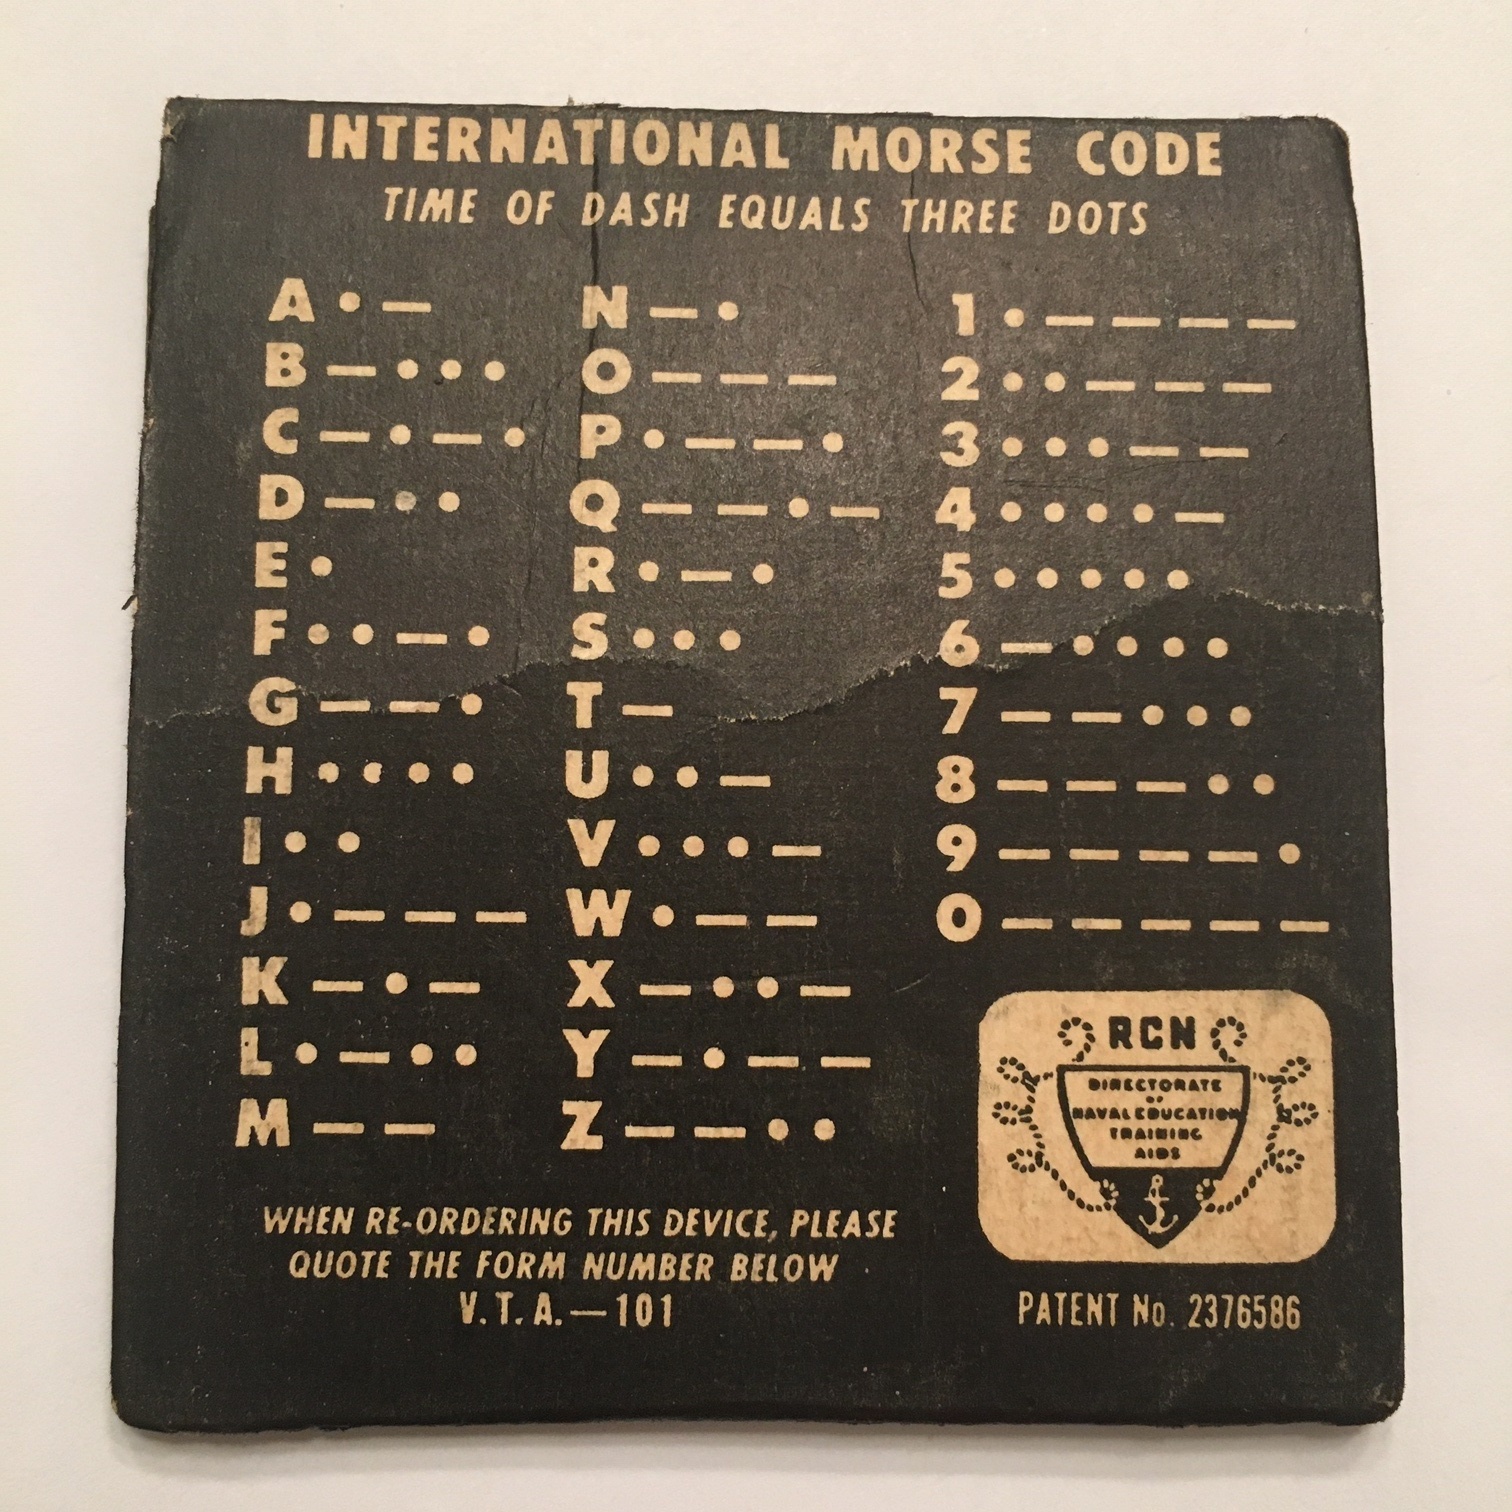 INTERNATIONAL MORSE CODE
TIME OF DASH EQUALS THREE DOTS
A • —
B — • • •
C — • — •
D — • •
E •
F • • — •
G — — •
H • • • •
I • •
J • — — —
K — • —
L • — • •
M — —
N — •
O — — —
P • — — •
Q — — • —
R • — •
S • • •
T —
U • • —
V • • • —
W • — —
X — • • —
Y — • — —
Z — — • •
1 • — — — —
2 • • — — —
3 • • • — —
4 • • • • —
5 • • • • •
6 — • • • •
7 — — • • •
8 — — — • •
9 — — — — •
0 — — — — —
RCN
DIRECTORATE
OF
NAVAL EDUCATION
TRAINING
AIDS
WHEN RE-ORDERING THIS DEVICE, PLEASE
QUOTE THE FORM NUMBER BELOW
V.T.A.—101
PATENT No. 2376586